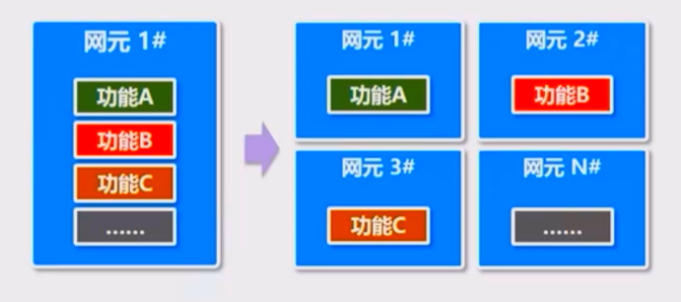 网元 1#
功能A
功能B
功能C
......
网元 1#
功能A
网元 2#
功能B
网元 3#
功能C
网元 N#
......